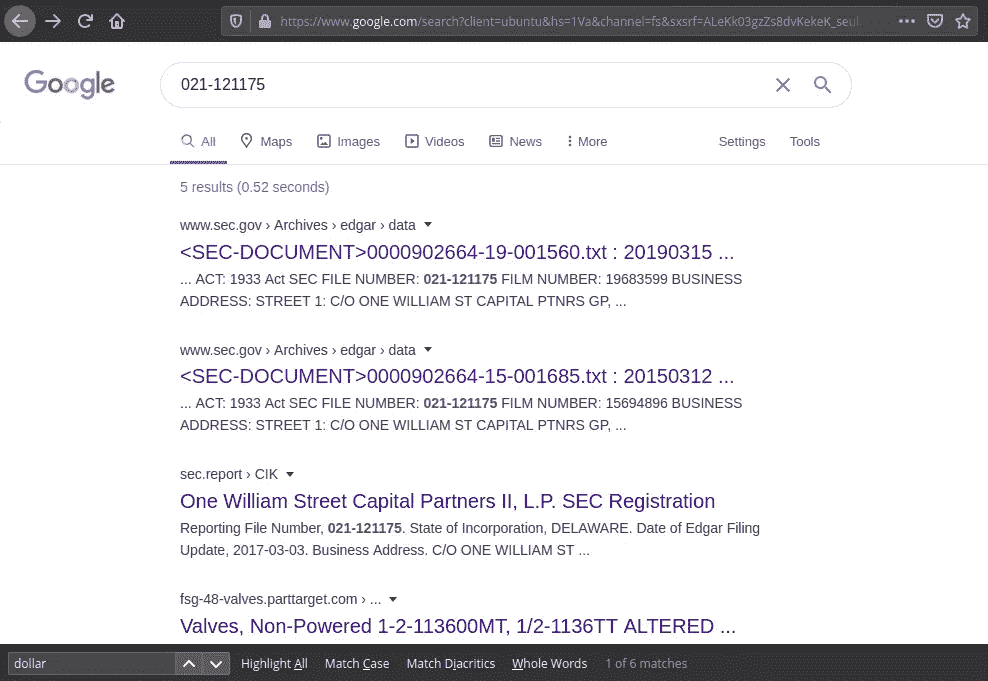 https://www.google.com/search?client=ubuntu&hs=1Va&channel=fs&sxsrf=ALeKk03gzZs8dvKekeK_seul
Google
021-121175
All Maps Images Videos News More Settings Tools
5 results (0.52 seconds)
www.sec.gov › Archives › edgar › data
<SEC-DOCUMENT>0000902664-19-001560.txt : 20190315 ...
... ACT: 1933 Act SEC FILE NUMBER: 021-121175 FILM NUMBER: 19683599 BUSINESS
ADDRESS: STREET 1: C/O ONE WILLIAM ST CAPITAL PTNRS GP, ...
www.sec.gov › Archives › edgar › data
<SEC-DOCUMENT>0000902664-15-001685.txt : 20150312 ...
... ACT: 1933 Act SEC FILE NUMBER: 021-121175 FILM NUMBER: 15694896 BUSINESS
ADDRESS: STREET 1: C/O ONE WILLIAM ST CAPITAL PTNRS GP, ...
sec.report › CIK
One William Street Capital Partners II, L.P. SEC Registration
Reporting File Number, 021-121175. State of Incorporation, DELAWARE. Date of Edgar Filing
Update, 2017-03-03. Business Address. C/O ONE WILLIAM ST ...
fsg-48-valves.parttarget.com › ...
Valves, Non-Powered 1-2-113600MT, 1/2-1136TT ALTERED ...
dollar Highlight All Match Case Match Diacritics Whole Words 1 of 6 matches